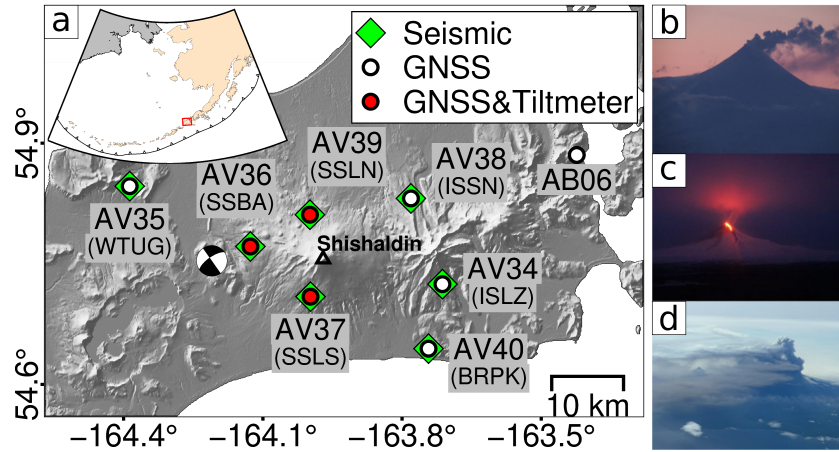 a
Seismic
GNSS
GNSS&Tiltmeter
b
c
d
54.9°
54.6°
AV39
(SSLN)
AV38
(ISSN)
AB06
AV36
(SSBA)
AV35
(WTUG)
Shishaldin
AV34
(ISLZ)
AV37
(SSLS)
AV40
(BRPK)
10 km
−164.4° −164.1° −163.8° −163.5°